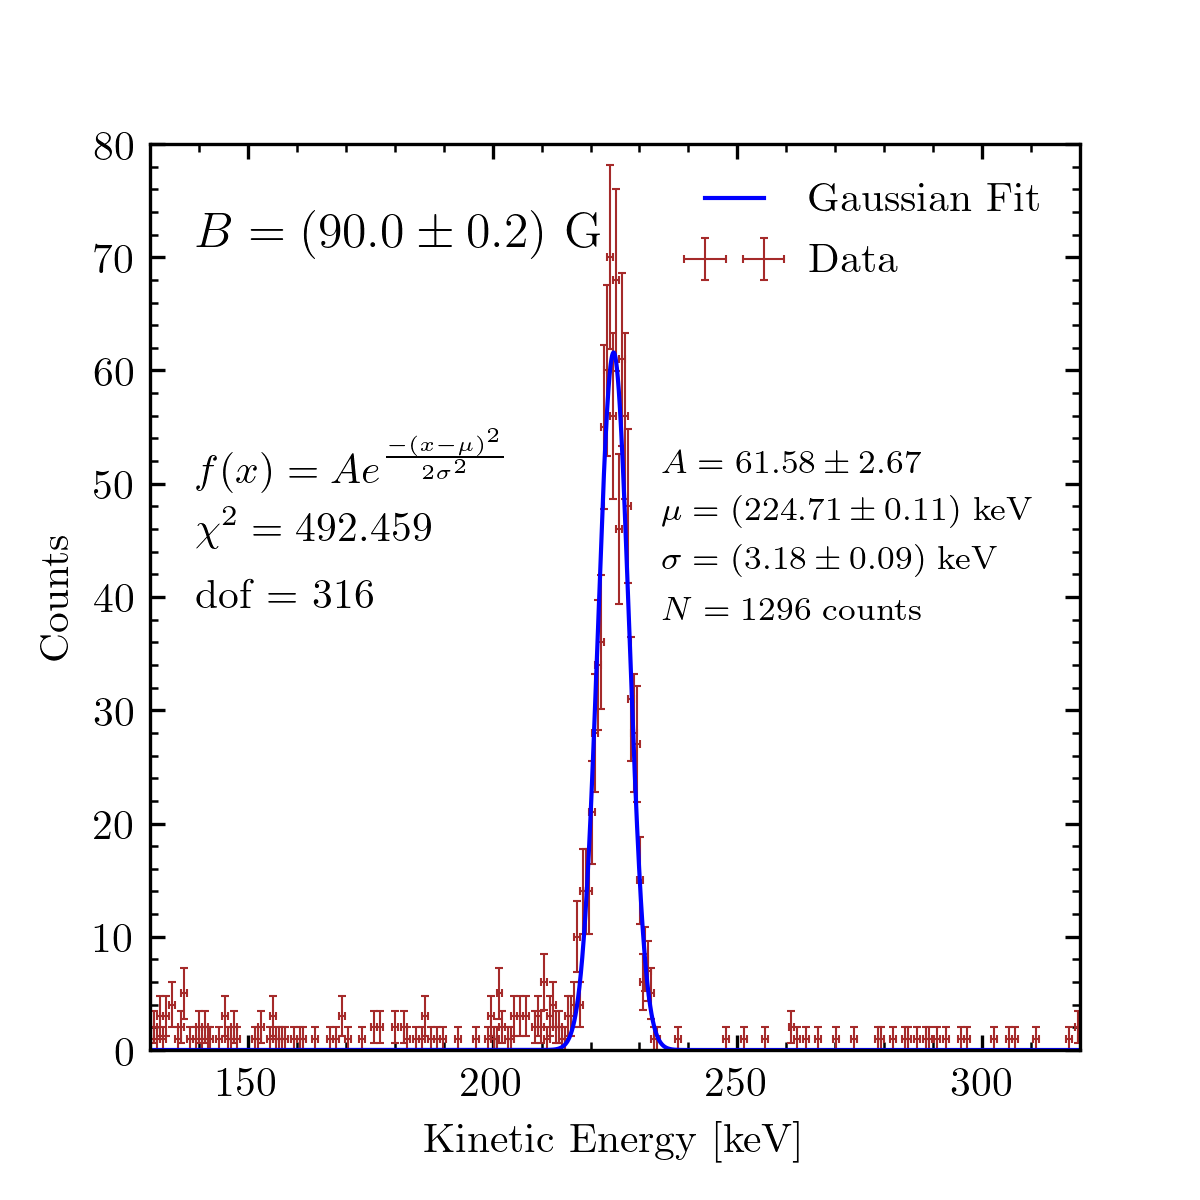 80
70
60
50
40
30
20
10
0
150 200 250 300
Counts
Kinetic Energy [keV]
B = (90.0 ± 0.2) G
Gaussian Fit
Data
f(x) = Ae^{\frac{-(x-μ)^2}{2σ^2}}
χ² = 492.459
dof = 316
A = 61.58 ± 2.67
μ = (224.71 ± 0.11) keV
σ = (3.18 ± 0.09) keV
N = 1296 counts